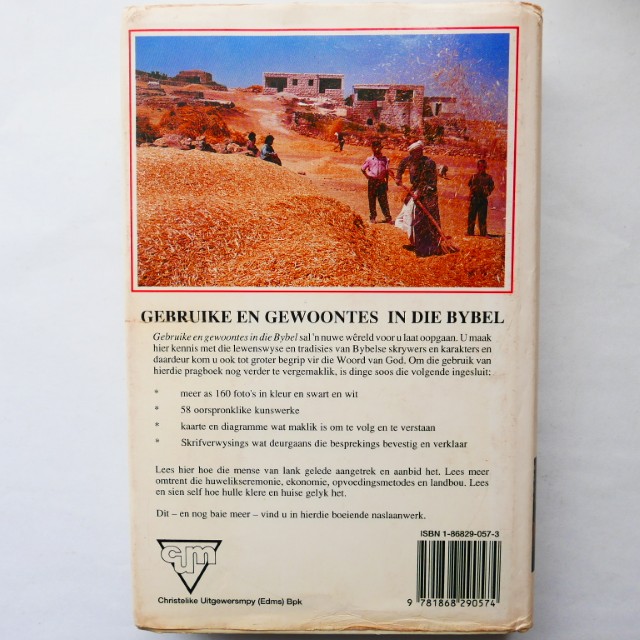 GEBRUIKE EN GEWOONTES IN DIE BYBEL
Gebruike en gewoontes in die Bybel sal 'n nuwe wêreld voor u laat oopgaan. U maak
hier kennis met die lewenswyse en tradisies van Bybelse skrywers en karakters en
daardeur kom u ook tot groter begrip vir die Woord van God. Om die gebruik van
hierdie pragboek nog verder te vergemaklik, is dinge soos die volgende ingesluit:
* meer as 160 foto's in kleur en swart en wit
* 58 oorspronklike kunswerke
* kaarte en diagramme wat maklik is om te volg en te verstaan
* Skrifverwysings wat deurgaans die besprekings bevestig en verklaar
Lees hier hoe die mense van lank gelede aangetrek en aanbid het. Lees meer
omtrent die huwelikseremonie, ekonomie, opvoedingsmetodes en landbou. Lees
en sien self hoe hulle klere en huise gelyk het.
Dit – en nog baie meer – vind u in hierdie boeiende naslaanwerk.
ISBN 1-86829-057-3
cum
Christelike Uitgewersmpy (Edms) Bpk
9 781868 290574